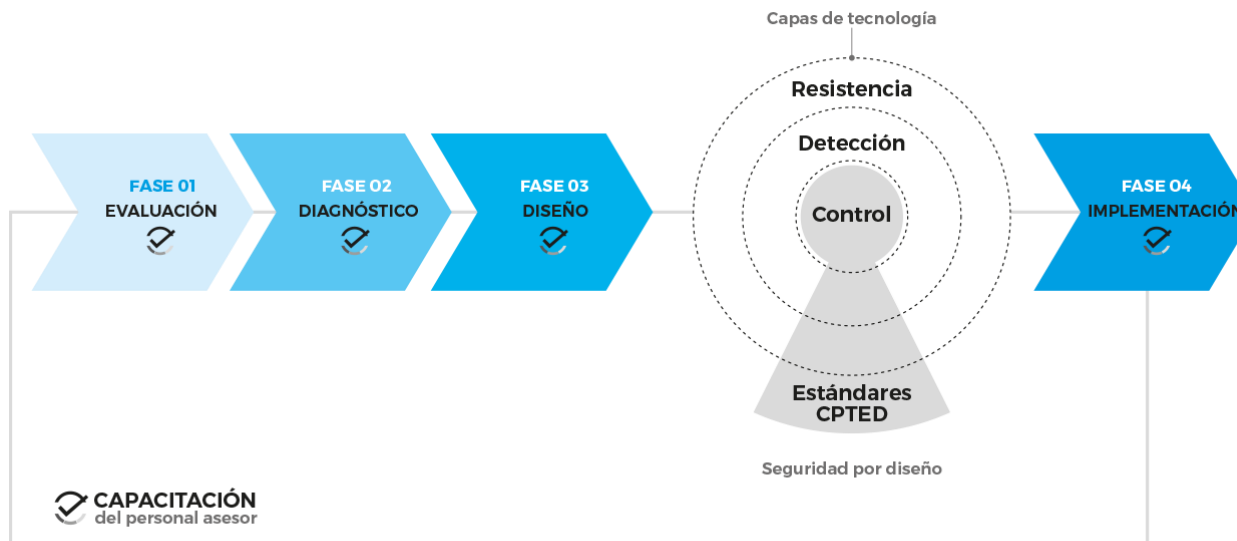 Capas de tecnología
Resistencia
Detección
Control
Estándares
CPTED
Seguridad por diseño
FASE 01
EVALUACIÓN
FASE 02
DIAGNÓSTICO
FASE 03
DISEÑO
FASE 04
IMPLEMENTACIÓN
CAPACITACIÓN
del personal asesor